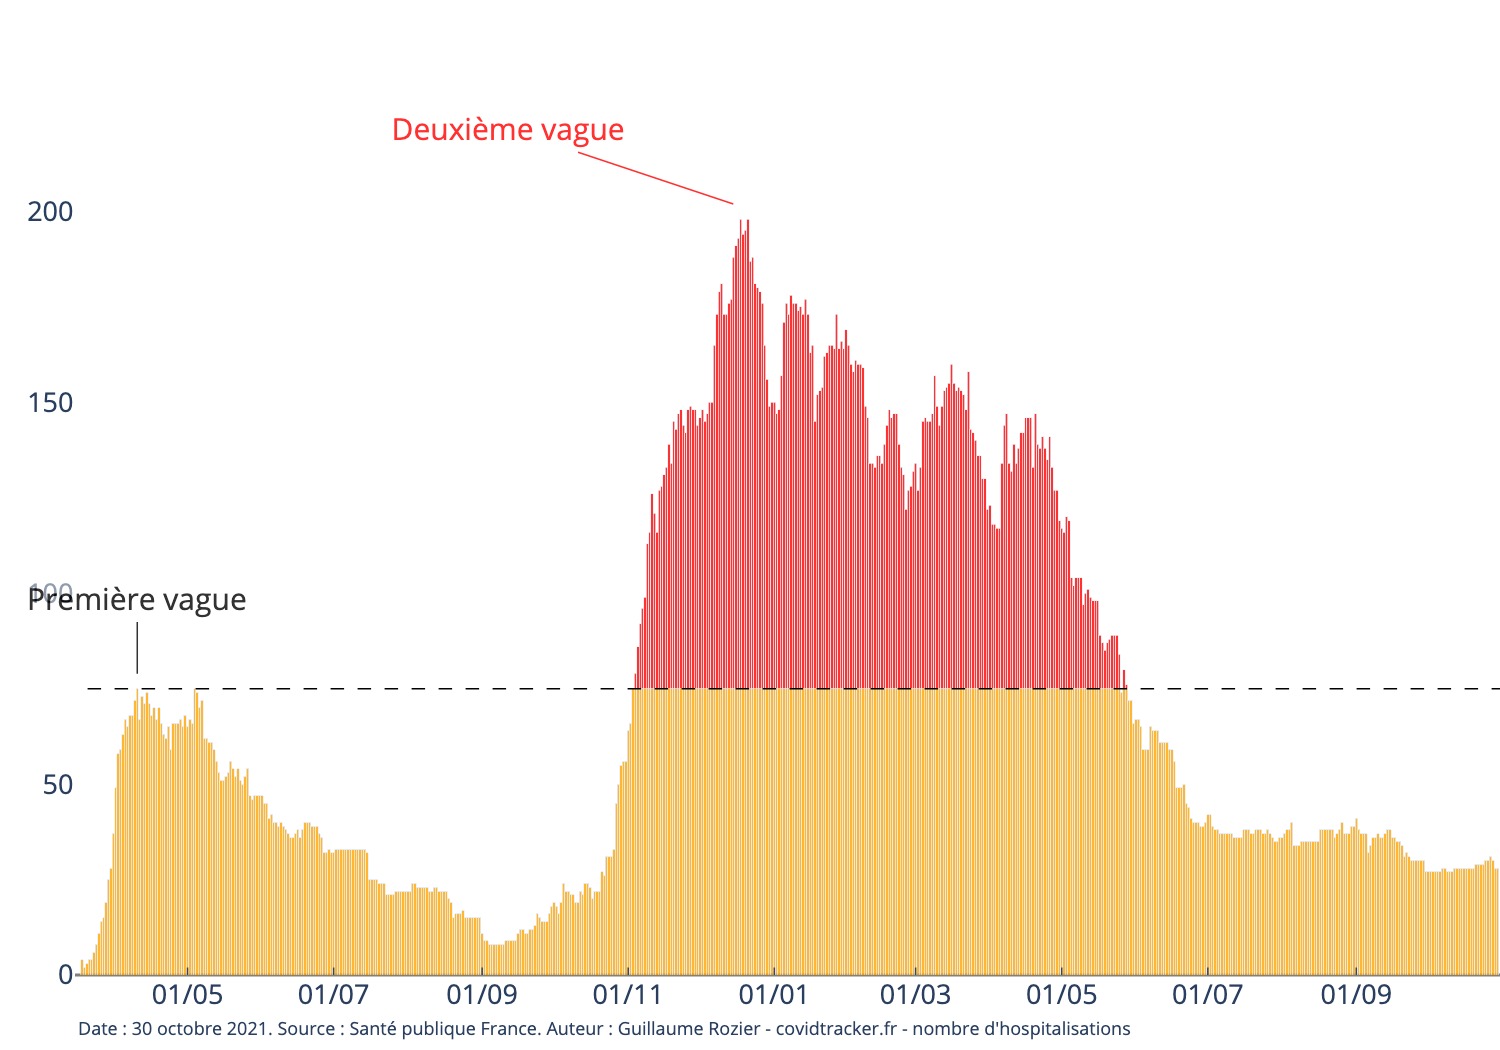 Deuxième vague
200
150
100
Première vague
50
0
01/05 01/07 01/09 01/11 01/01 01/03 01/05 01/07 01/09
Date : 30 octobre 2021. Source : Santé publique France. Auteur : Guillaume Rozier - covidtracker.fr - nombre d'hospitalisations